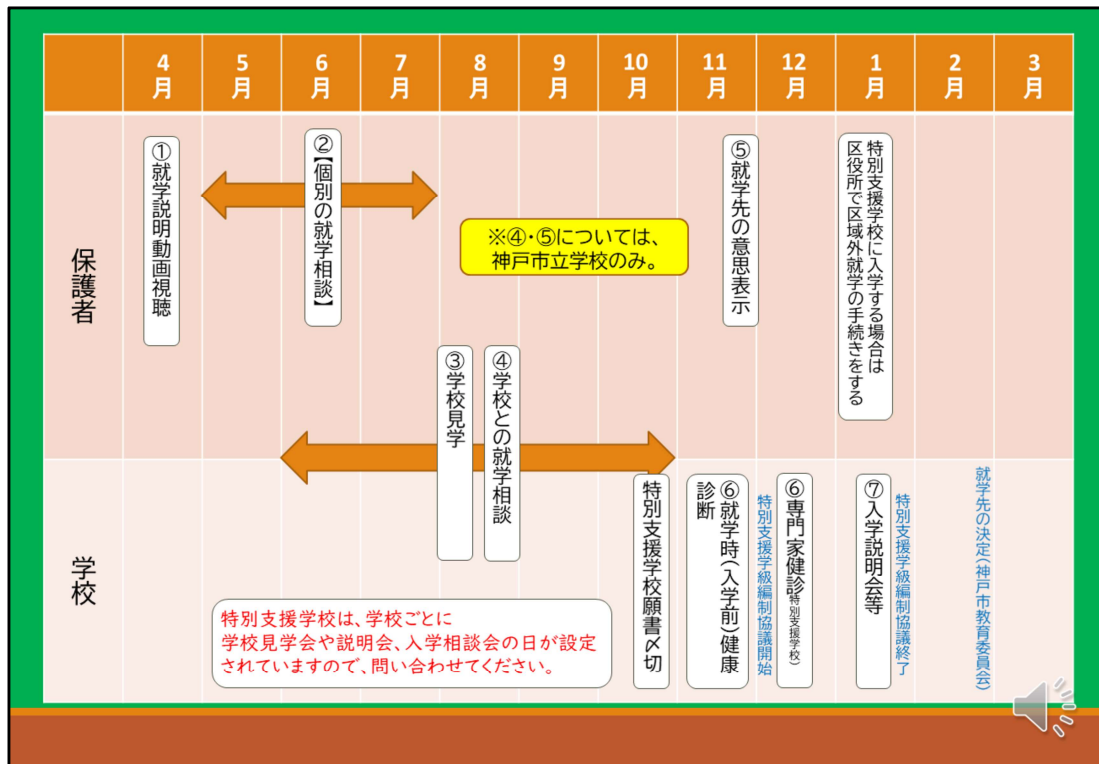 4月
5月
6月
7月
8月
9月
10月
11月
12月
1月
2月
3月
保護者
①就学説明動画視聴
②【個別の就学相談】
※④・⑤については、
神戸市立学校のみ。
⑤就学先の意思表示
特別支援学校に入学する場合は
区役所で区域外就学の手続きをする
③学校見学
④学校との就学相談
学校
特別支援学校は、学校ごとに
学校見学会や説明会、入学相談会の日が設定
されていますので、問い合わせてください。
特別支援学校願書〆切
⑥就学時(入学前)健康
診断
特別支援学級編制協議開始
⑥専門家健診(特別支援学校)
⑦入学説明会等
特別支援学級編制協議終了
就学先の決定(神戸市教育委員会)